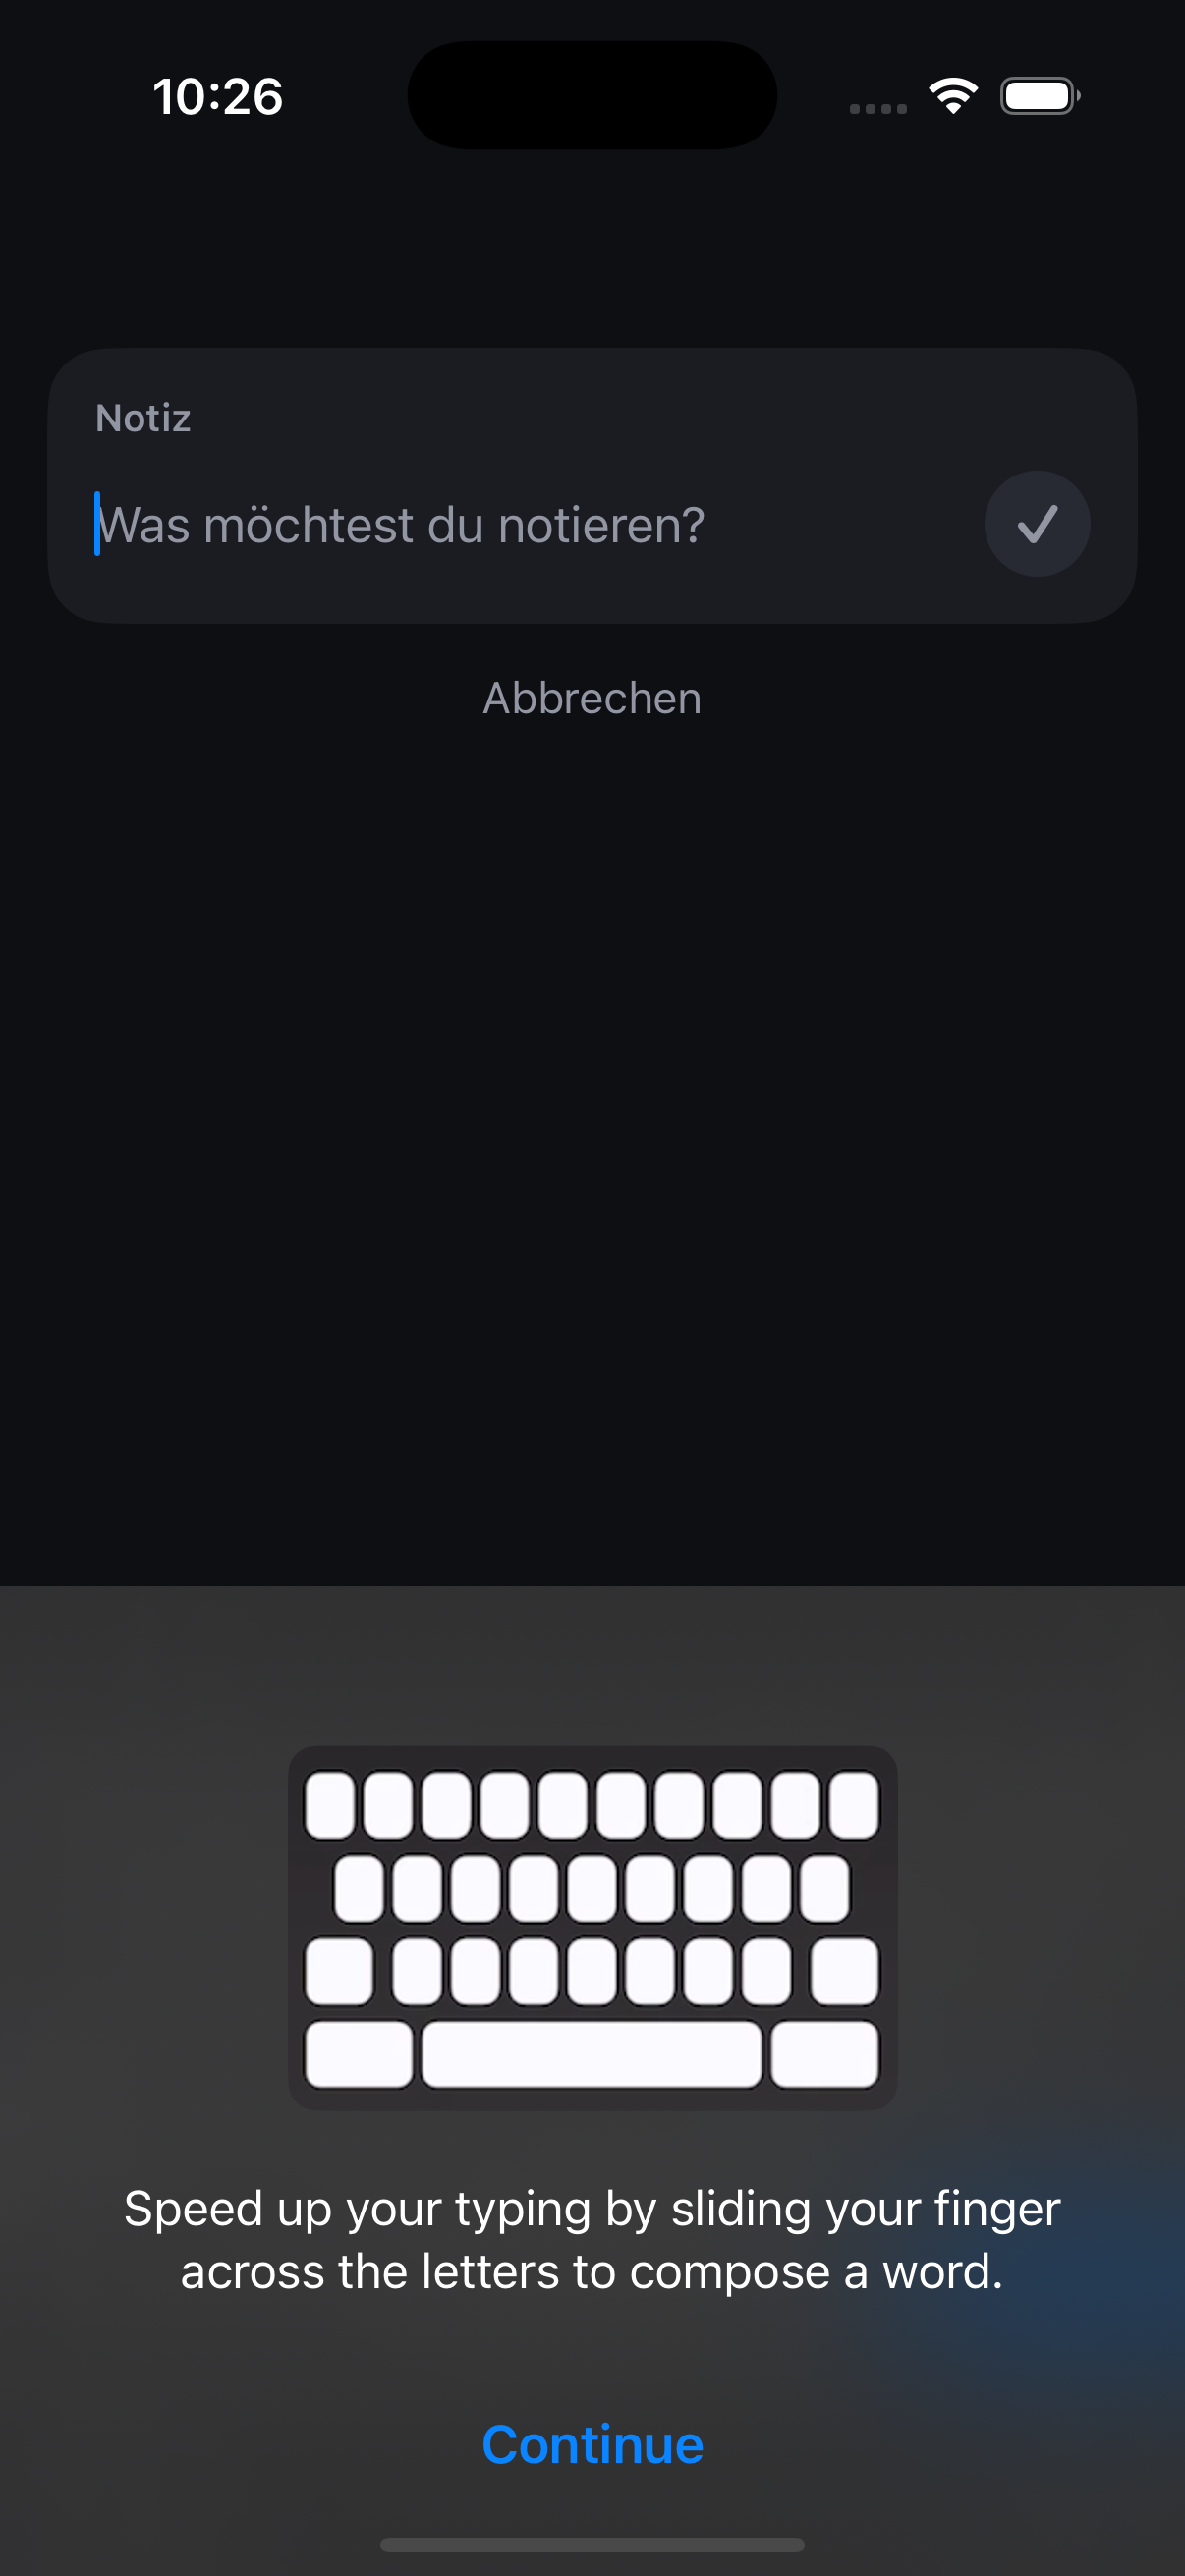 10:26
Notiz
Was möchtest du notieren?
Abbrechen
Speed up your typing by sliding your finger
across the letters to compose a word.
Continue